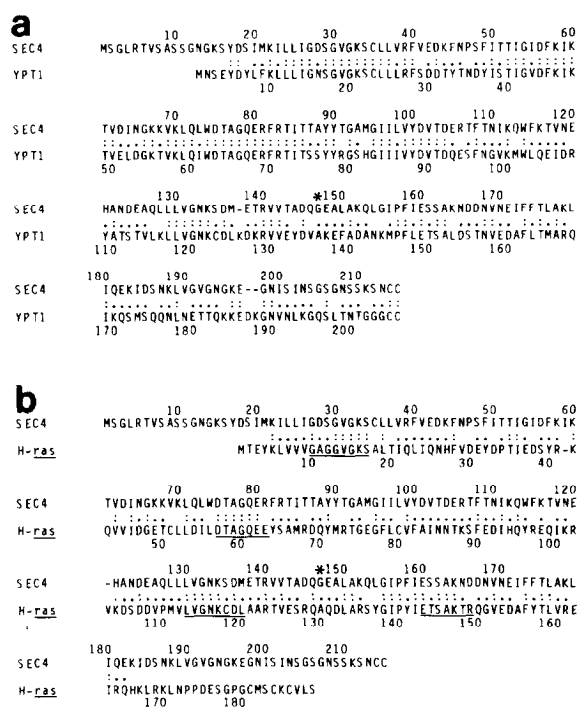 a
10 20 30 40 50 60
SEC4 MSGLRTVSASSGNGKSYDSIMKILLIGDSGVGKSCLLVRFVEDKFNPSFITTIGIDFKIK
YPT1 MNSEYDYLFKLLLIGNSGVGKSCLLLRFSDDTYTNDYISTIGVDFKIK
10 20 30 40
70 80 90 100 110 120
SEC4 TVDINGKKVKLQLWDTAGQERFRTITTAYYTGAMGIILVYDVTDERTFTNIKQWFKTVNE
YPT1 TVELDGKTVKLQIWDTAGQERFRTITSSYYRGSHGIIIVYDVTDQESFNGVKMWLQEIDR
50 60 70 80 90 100
130 140 *150 160 170
SEC4 HANDEAQLLLVGNKSDM-ETRVVTADQGEALAKQLGIPFIESSAKNDDNVNEIFFTLAKL
YPT1 YATSTVLKLLVGNKCDLKDKRVVEYDVAKEFADANKMPFLETSALDSTNVEDAFLTMARQ
110 120 130 140 150 160
180 190 200 210
SEC4 IQEKIDSNKLVGVGNGKE--GNISINSGSGNSSKSNCC
YPT1 IKQSMSQQNLNETTQKKEDKGNVNLKGQSLTNTGGGCC
170 180 190 200
b
10 20 30 40 50 60
SEC4 MSGLRTVSASSGNGKSYDSIMKILLIGDSGVGKSCLLVRFVEDKFNPSFITTIGIDFKIK
H-ras MTEYKLVVVGAGGVGKSALTIQLIQNHFVDEYDPTIEDSYR-K
10 20 30 40
70 80 90 100 110 120
SEC4 TVDINGKKVKLQLWDTAGQERFRTITTAYYTGAMGIILVYDVTDERTFTNIKQWFKTVNE
H-ras QVVIDGETCLLDILDTAGQEEYSAMRDQYMRTGEGFLCVFAINNTKSFEDIHQYREQIKR
50 60 70 80 90 100
130 140 *150 160 170
SEC4 -HANDEAQLLLVGNKSDMETRVVTADQGEALAKQLGIPFIESSAKNDDNVNEIFFTLAKL
H-ras VKDSDDVPMVLVGNKCDLAARTVESRQAQDLARSYGIPYIETSAKTRQGVEDAFYTLVRE
110 120 130 140 150 160
180 190 200 210
SEC4 IQEKIDSNKLVGVGNGKEGNISINSGSGNSSKSNCC
H-ras IRQHKLRKLNPPDESGPGCMSCKCVLS
170 180